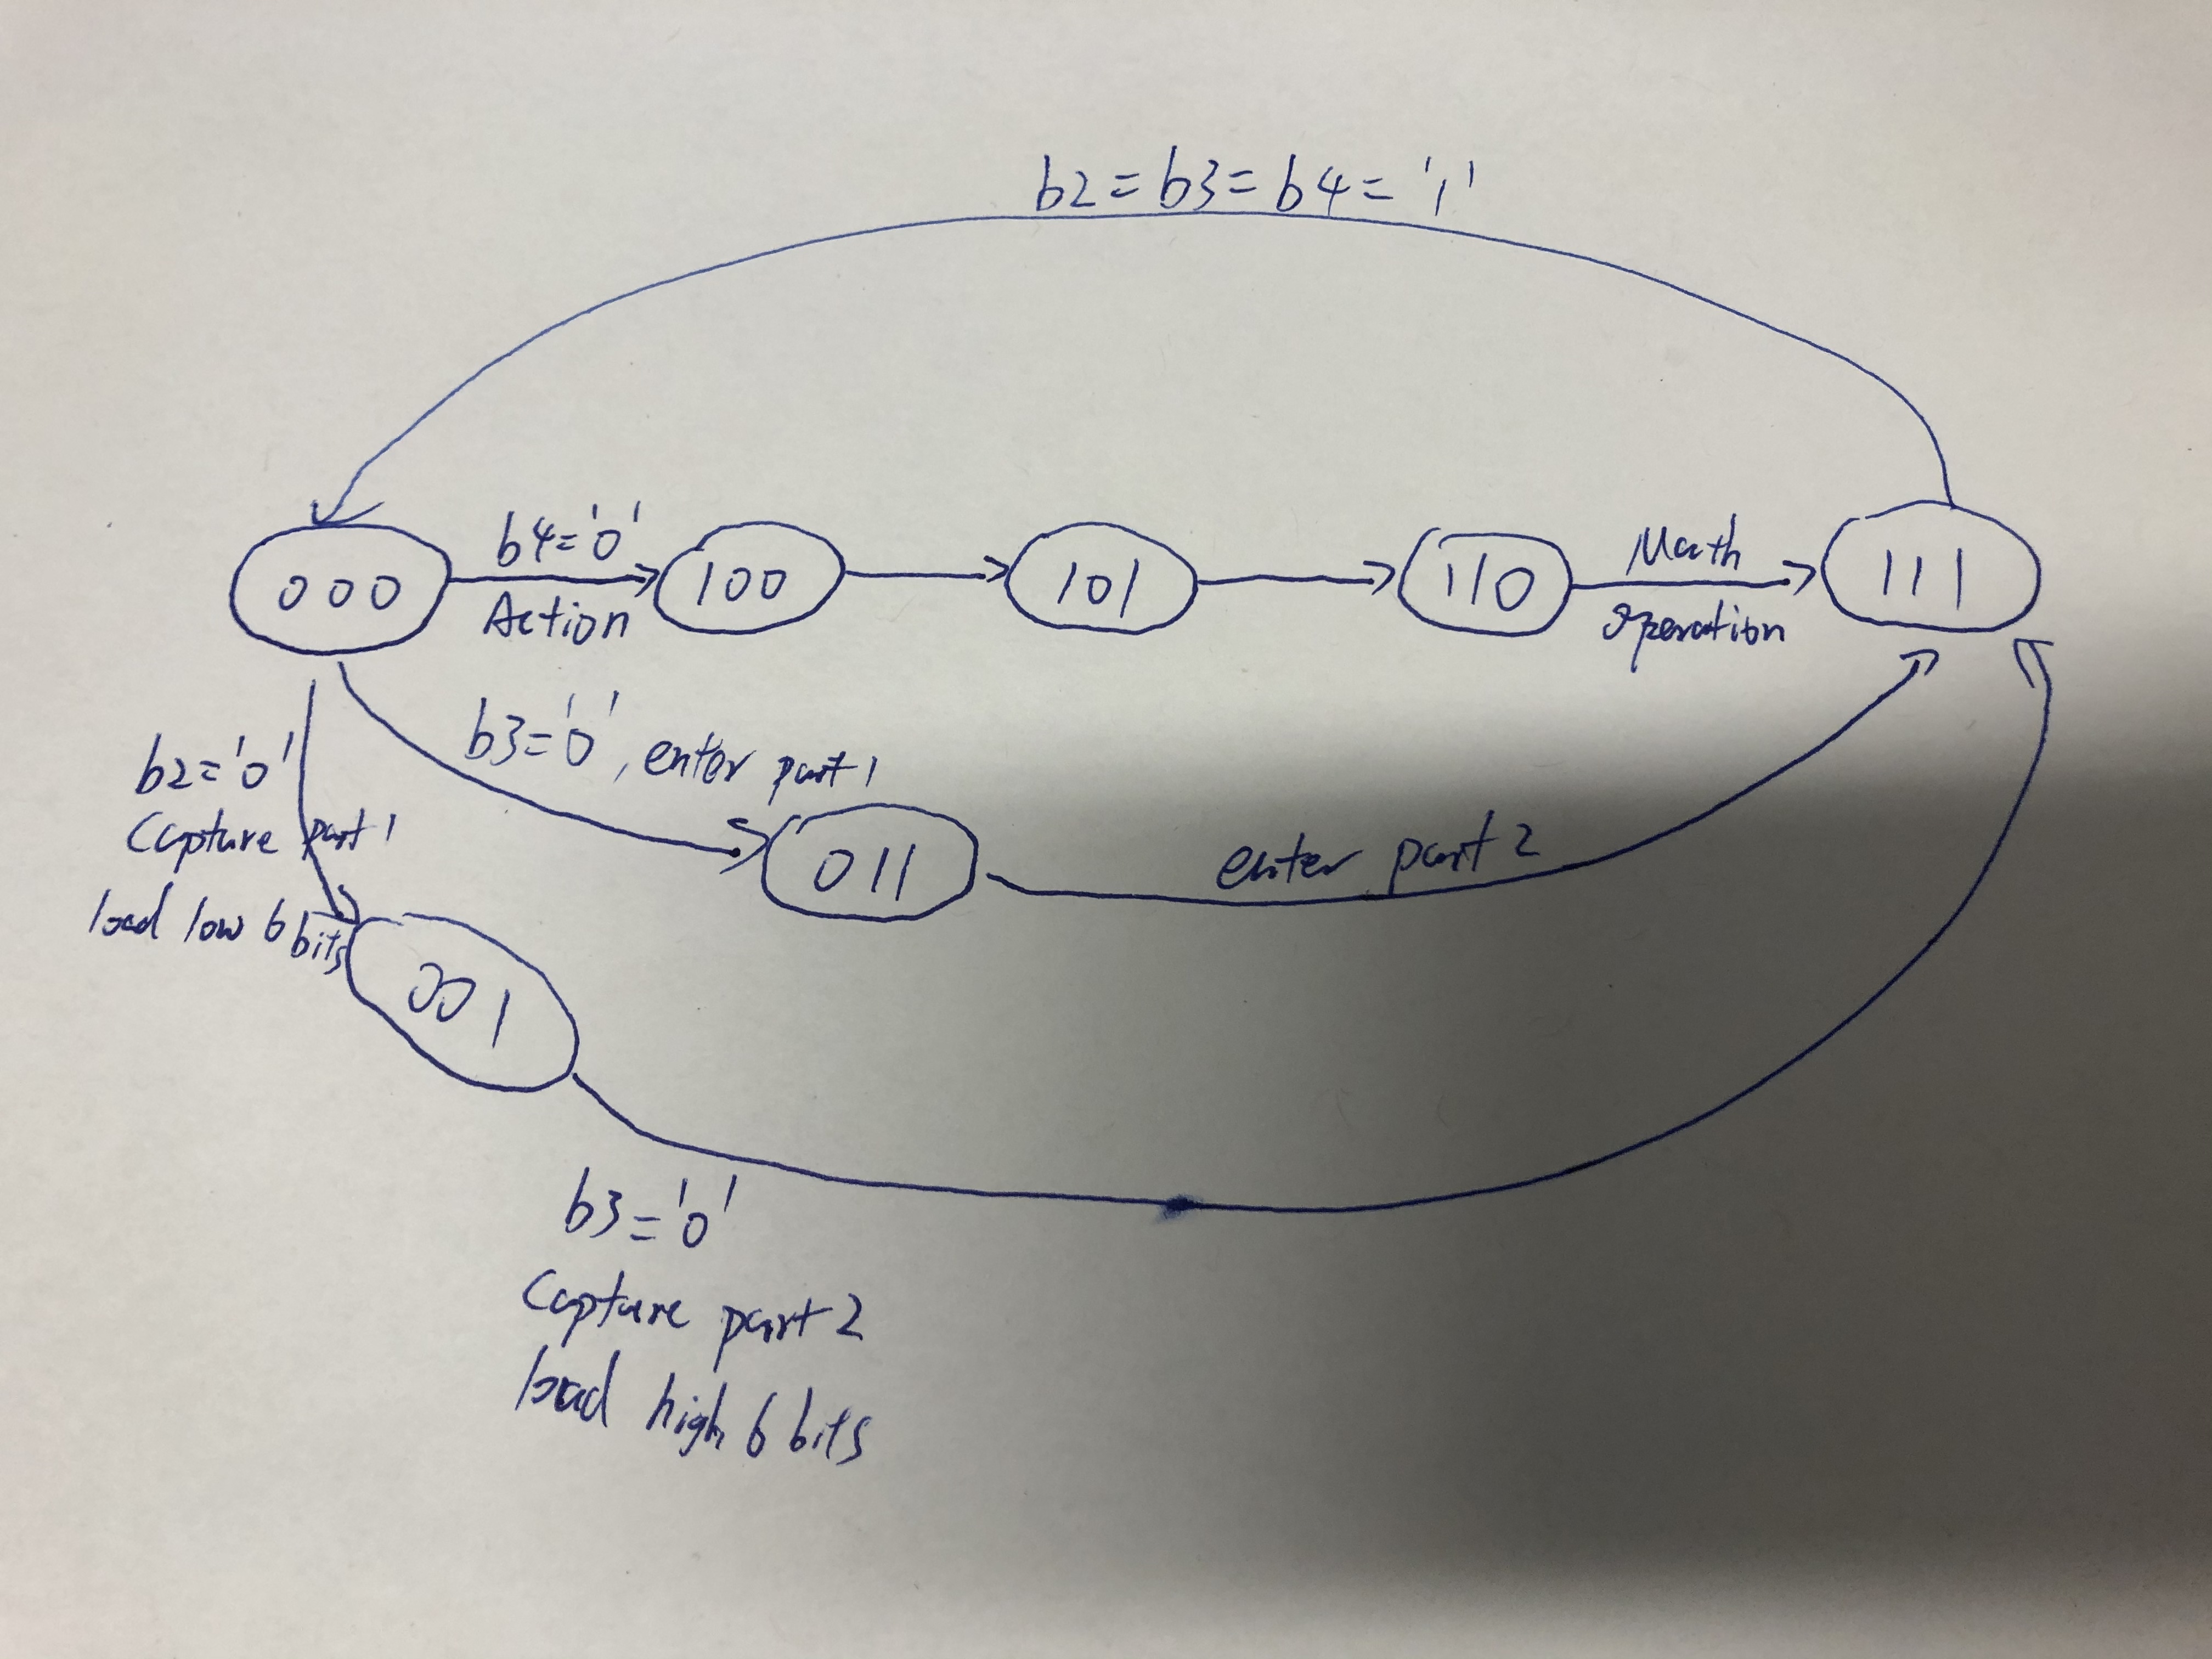 b2=b3=b4='1'
000
b4='0'
Action
100
101
110
Math
operation
111
b3='0', enter part 1
b2='0'
Capture part 1
load low 6 bits
011
enter part 2
001
b3='0'
Capture part 2
load high 6 bits